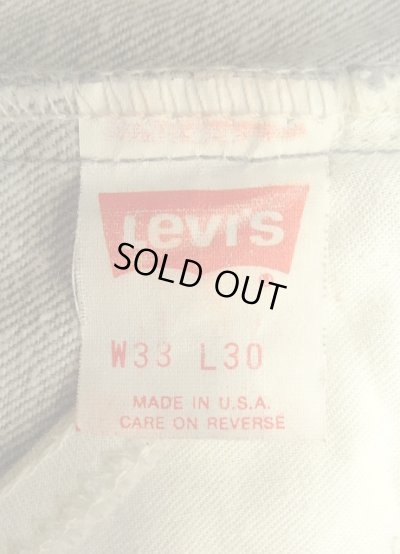 Levi's
®
SOLD OUT
W33 L30
MADE IN U.S.A.
CARE ON REVERSE